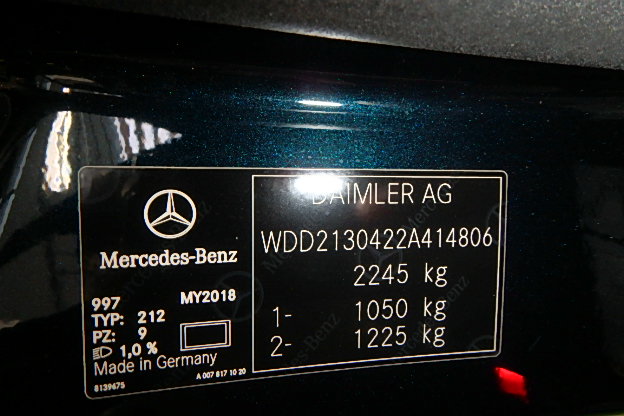 Mercedes-Benz
997 MY2018
TYP: 212
PZ: 9
1,0 %
Made in Germany
8139675 A 007 817 10 20
DAIMLER AG
WDD2130422A414806
2245 kg
1- 1050 kg
2- 1225 kg